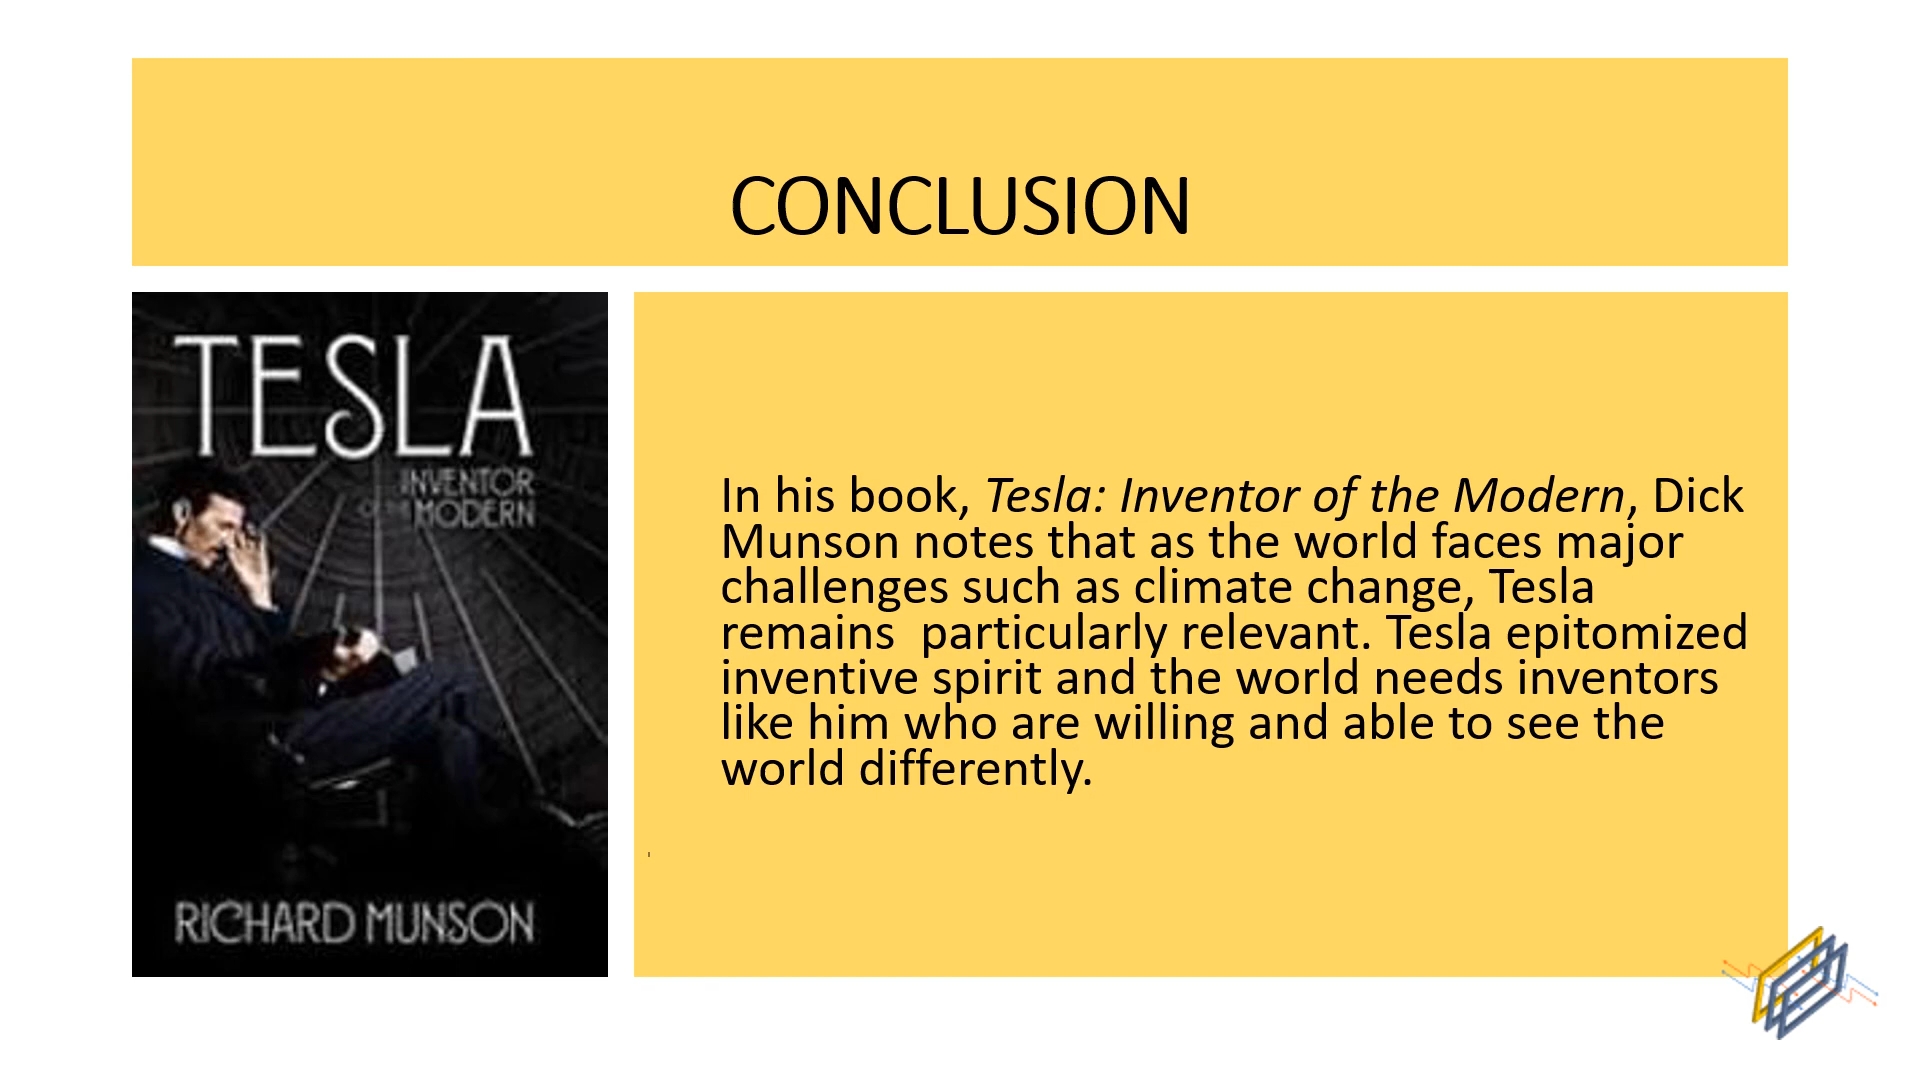 CONCLUSION
TESLA
INVENTOR
OF THE MODERN
RICHARD MUNSON
In his book, Tesla: Inventor of the Modern, Dick
Munson notes that as the world faces major
challenges such as climate change, Tesla
remains  particularly relevant. Tesla epitomized
inventive spirit and the world needs inventors
like him who are willing and able to see the
world differently.